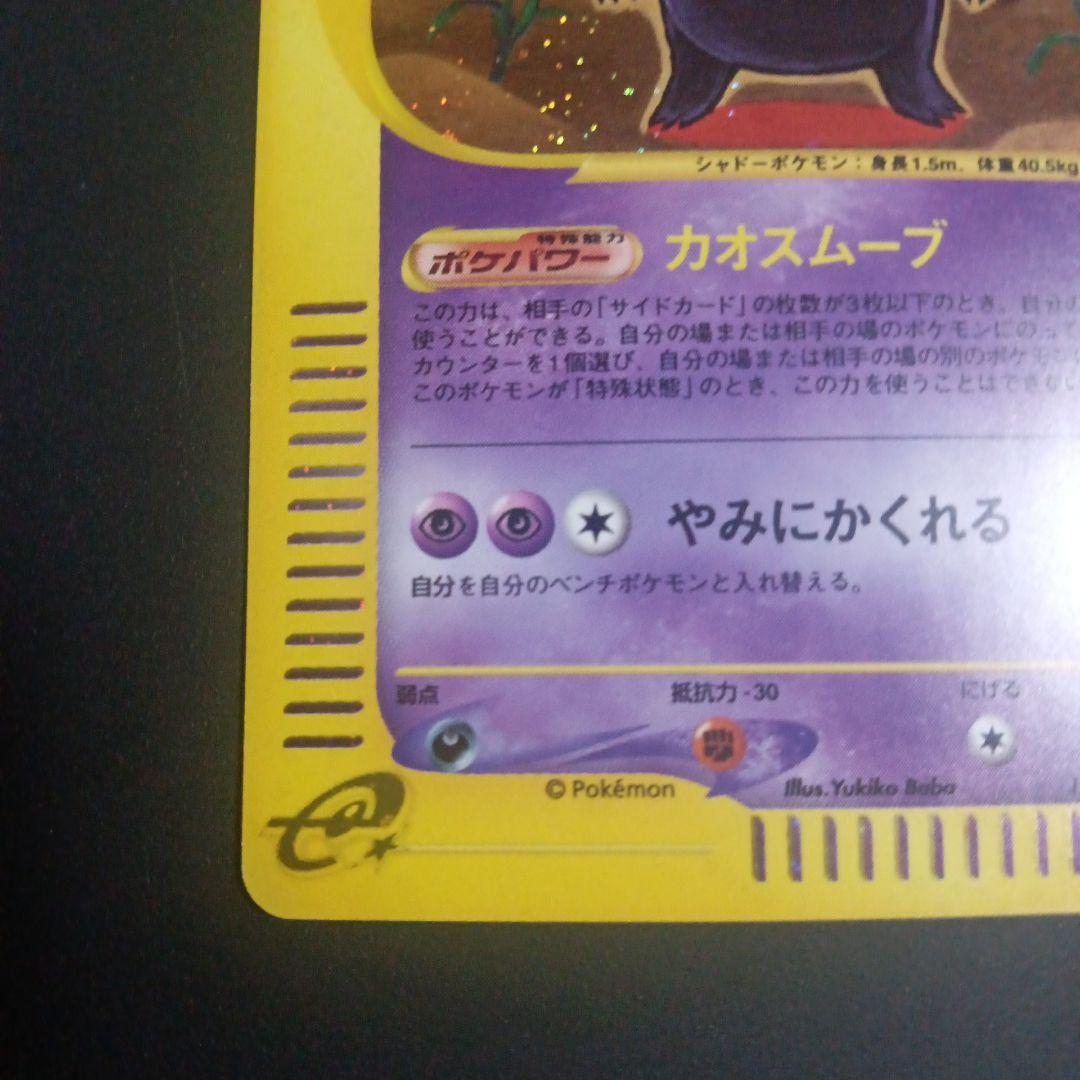 シャドーポケモン：身長1.5m、体重40.5kg
特殊能力
ポケパワー
カオスムーブ
この力は、相手の「サイドカード」の枚数が3枚以下のとき、自分の
使うことができる。自分の場または相手の場のポケモンにのって
カウンターを1個選び、自分の場または相手の場の別のポケモンに
このポケモンが「特殊状態」のとき、この力を使うことはできない
やみにかくれる
自分を自分のベンチポケモンと入れ替える。
弱点 抵抗力 -30 にげる
© Pokémon Illus. Yukiko Baba
e